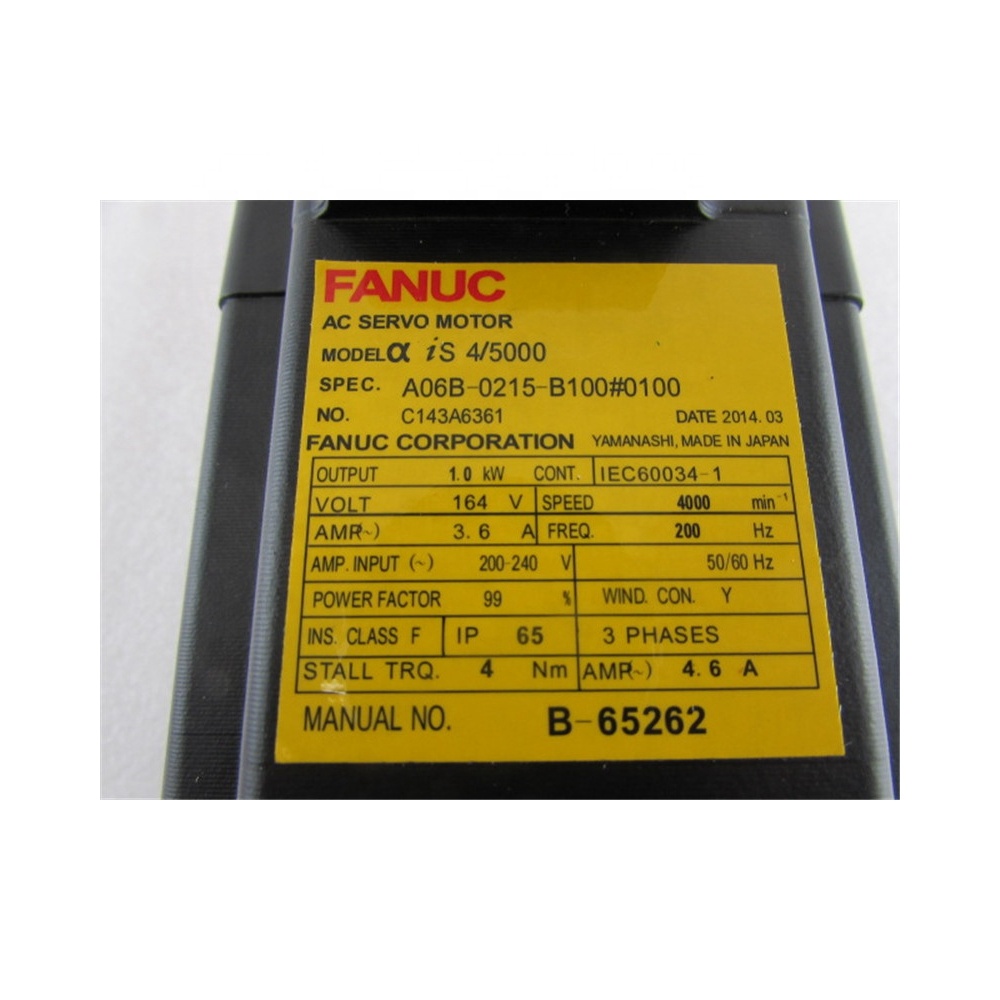 FANUC
AC SERVO MOTOR
MODEL α iS 4/5000
SPEC. A06B-0215-B100#0100
NO. C143A6361 DATE 2014.03
FANUC CORPORATION YAMANASHI, MADE IN JAPAN
OUTPUT 1.0 kW CONT. IEC60034-1
VOLT 164 V SPEED 4000 min⁻¹
AMP(~) 3.6 A FREQ. 200 Hz
AMP. INPUT (~) 200-240 V 50/60 Hz
POWER FACTOR 99 % WIND. CON. Y
INS. CLASS F IP 65 3 PHASES
STALL TRQ. 4 Nm AMP(~) 4.6 A
MANUAL NO. B-65262